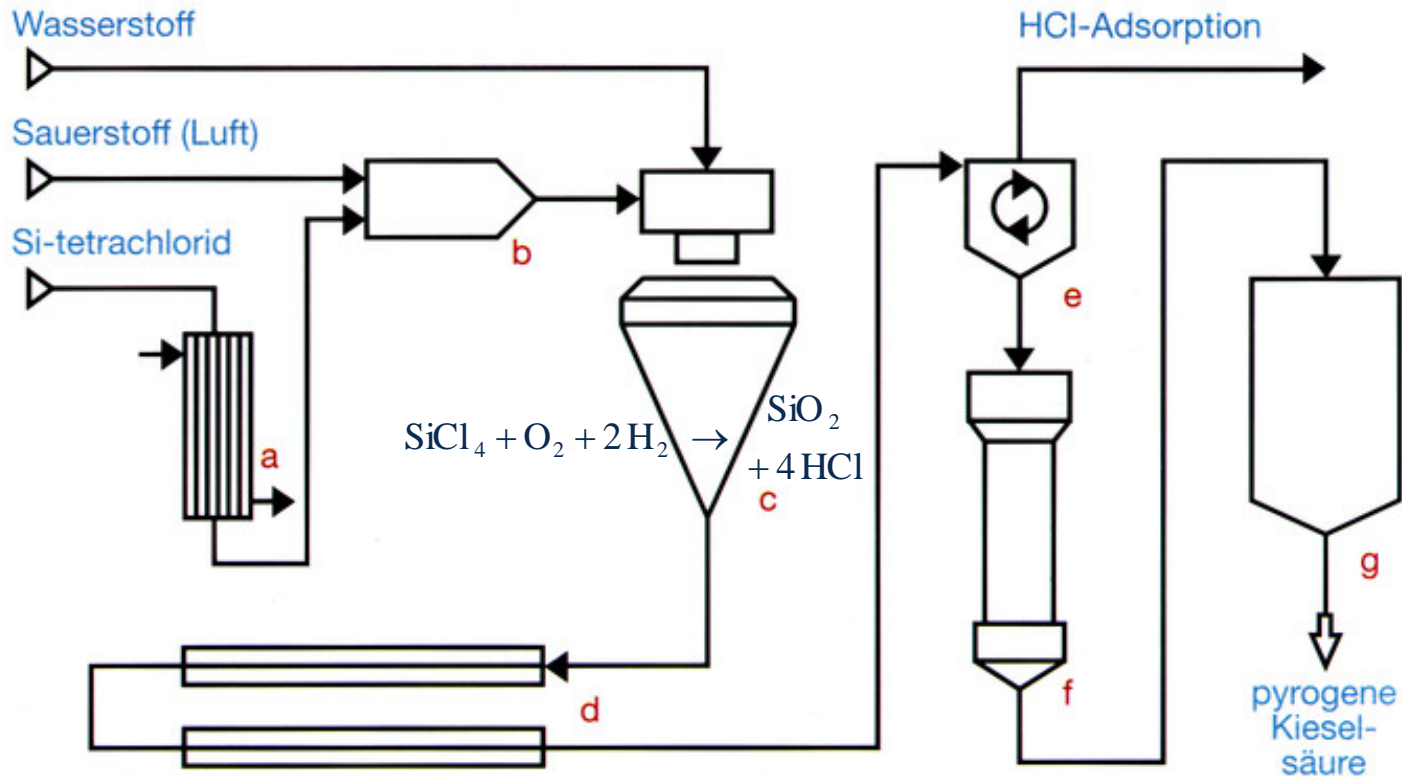 Wasserstoff
HCl-Adsorption
Sauerstoff (Luft)
Si-tetrachlorid
b
e
a
SiCl₄ + O₂ + 2 H₂ → SiO₂
+ 4 HCl
c
g
d
f
pyrogene
Kiesel-
säure